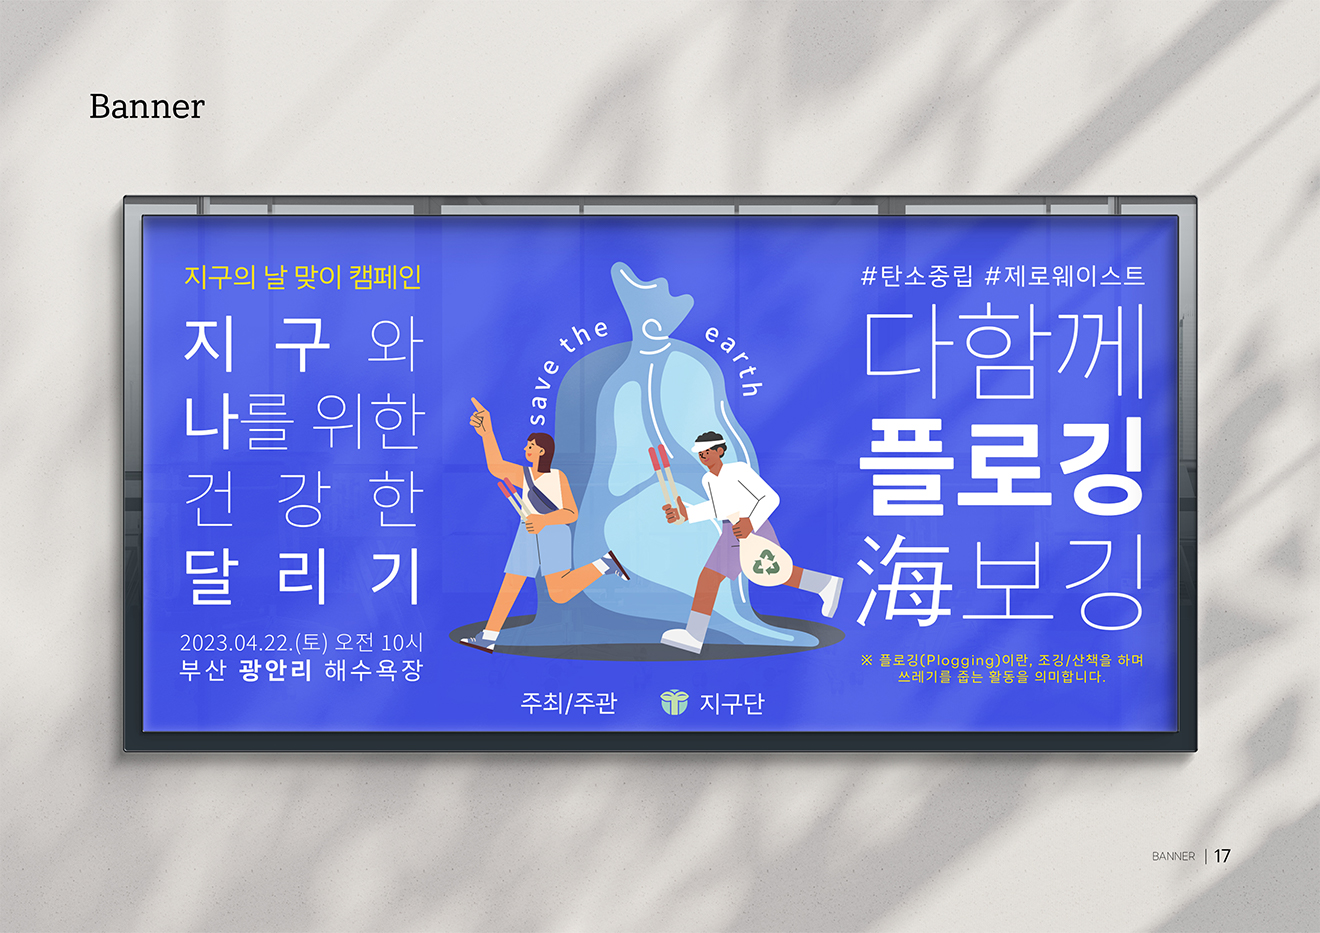 Banner
지구의 날 맞이 캠페인
지구와
나를 위한
건강한
달리기
2023.04.22.(토) 오전 10시
부산 광안리 해수욕장
save the earth
#탄소중립 #제로웨이스트
다함께
플로깅
海보깅
※ 플로깅(Plogging)이란, 조깅/산책을 하며
쓰레기를 줍는 활동을 의미합니다.
주최/주관 지구단
BANNER | 17